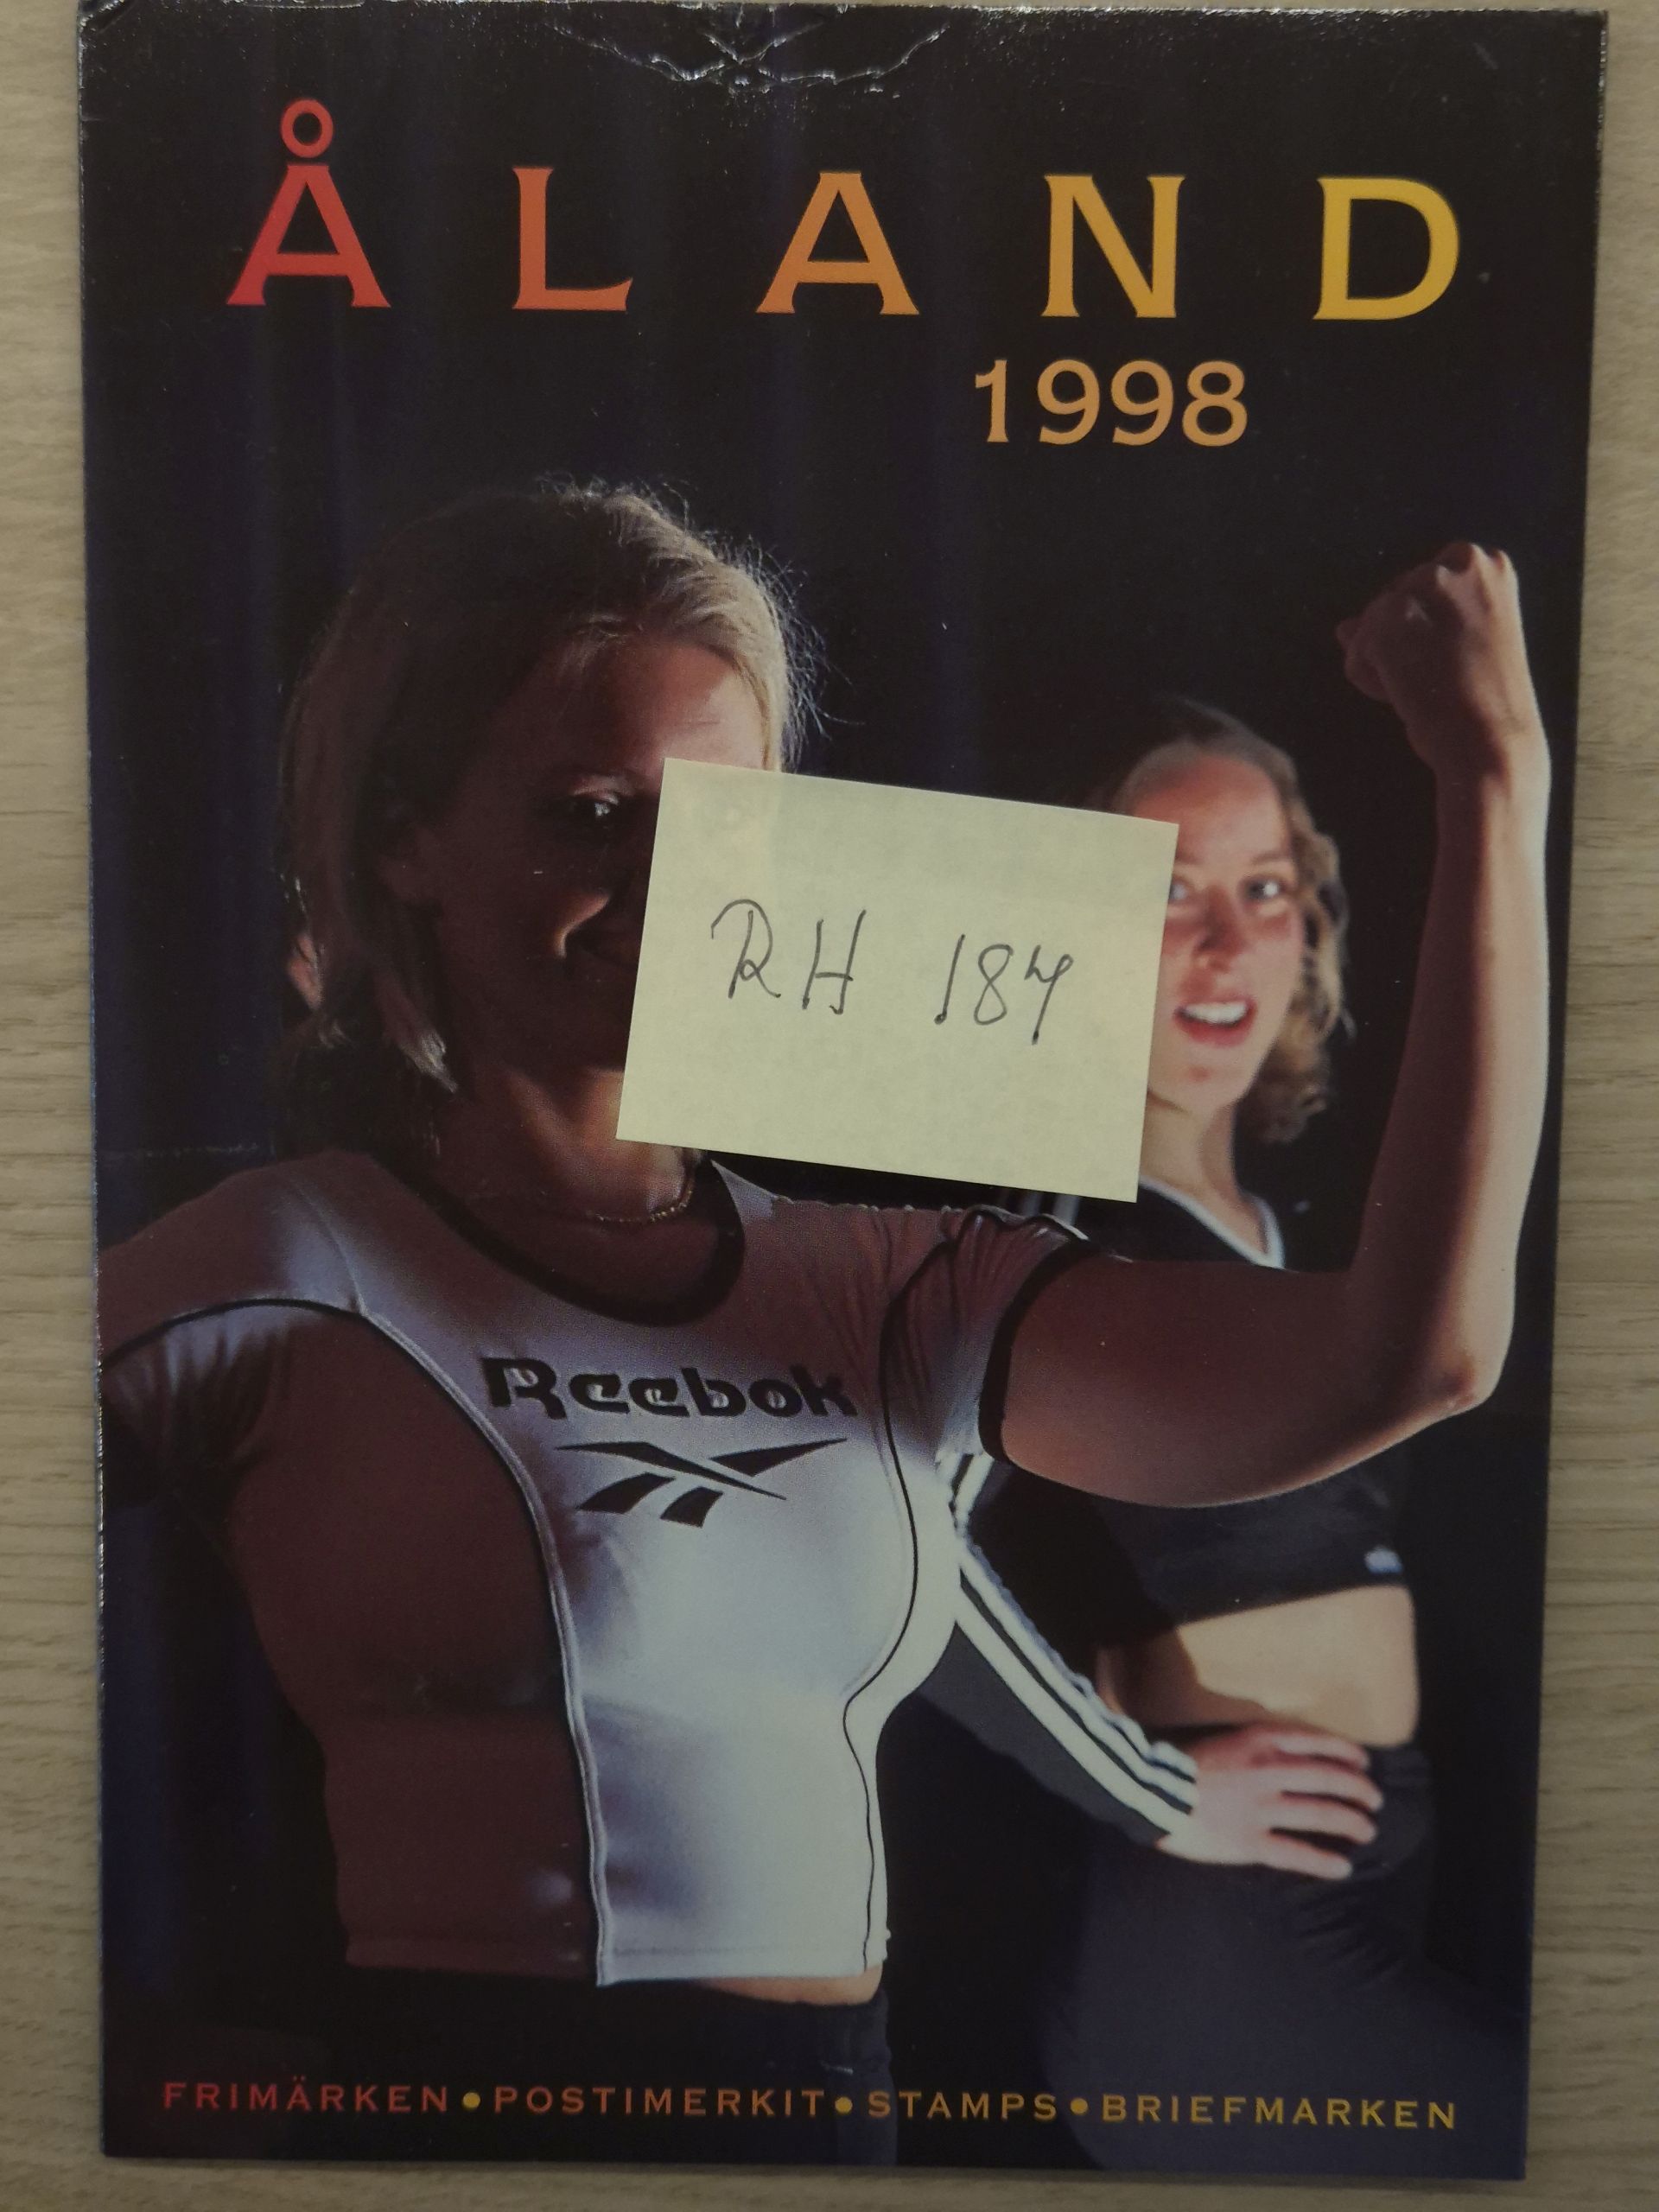 ÅLAND
1998
RH 184
Reebok
FRIMÄRKEN•POSTIMERKIT•STAMPS•BRIEFMARKEN